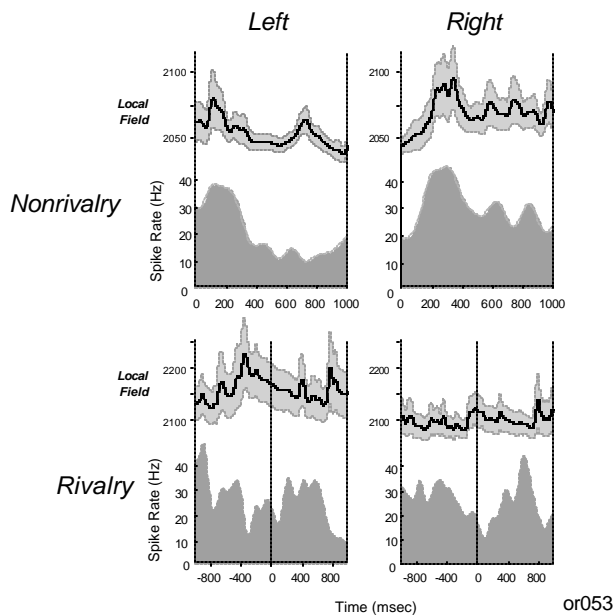 Left Right
2100 2100
Local
Field
2050 2050
Nonrivalry
Spike Rate (Hz)
40 40
30 30
20 20
10 10
0 0
0 200 400 600 800 1000 0 200 400 600 800 1000
2200 2200
Local
Field
2100 2100
Rivalry
Spike Rate (Hz)
40 40
30 30
20 20
10 10
0 0
-800 -400 0 400 800 -800 -400 0 400 800
Time (msec) or053